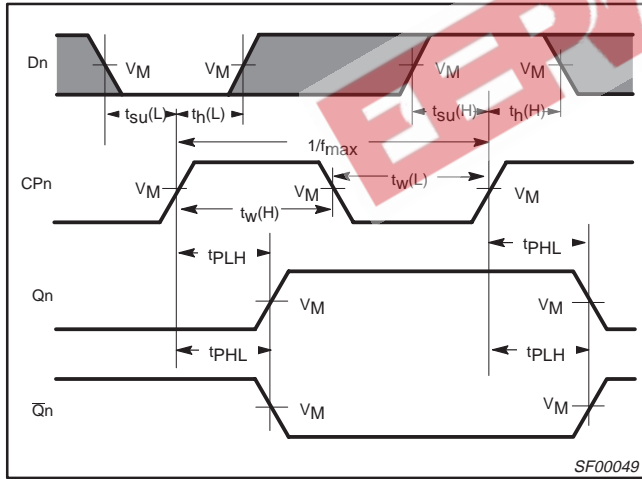 Dn
VM VM VM VM
tsu(L) th(L) tsu(H) th(H)
1/fmax
CPn
VM VM VM
tw(H) tw(L)
tPLH tPHL
Qn
VM VM
tPHL tPLH
Q̅n
VM VM
SF00049